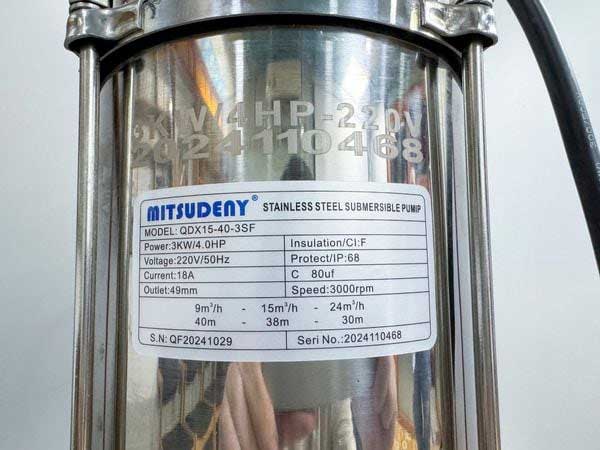 3KW/4HP-220V
2024110468
MITSUDENY® STAINLESS STEEL SUBMERSIBLE PUMIP
MODEL: QDX15-40-3SF
Power:3KW/4.0HP Insulation/CI:F
Voltage:220V/50Hz Protect/IP:68
Current:18A C 80uf
Outlet:49mm Speed:3000rpm
9m³/h - 15m³/h - 24m³/h
40m - 38m - 30m
S.N: QF20241029 Seri No.:2024110468